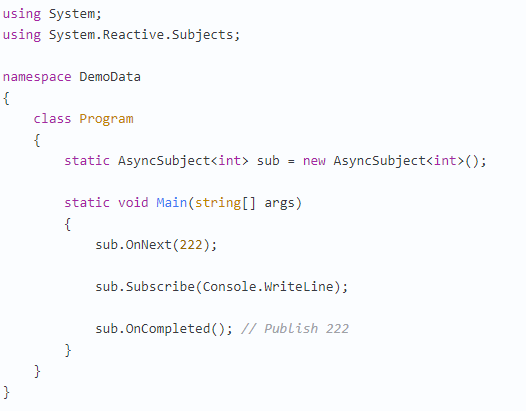 using System;
using System.Reactive.Subjects;

namespace DemoData
{
    class Program
    {
        static AsyncSubject<int> sub = new AsyncSubject<int>();

        static void Main(string[] args)
        {
            sub.OnNext(222);

            sub.Subscribe(Console.WriteLine);

            sub.OnCompleted(); // Publish 222
        }
    }
}